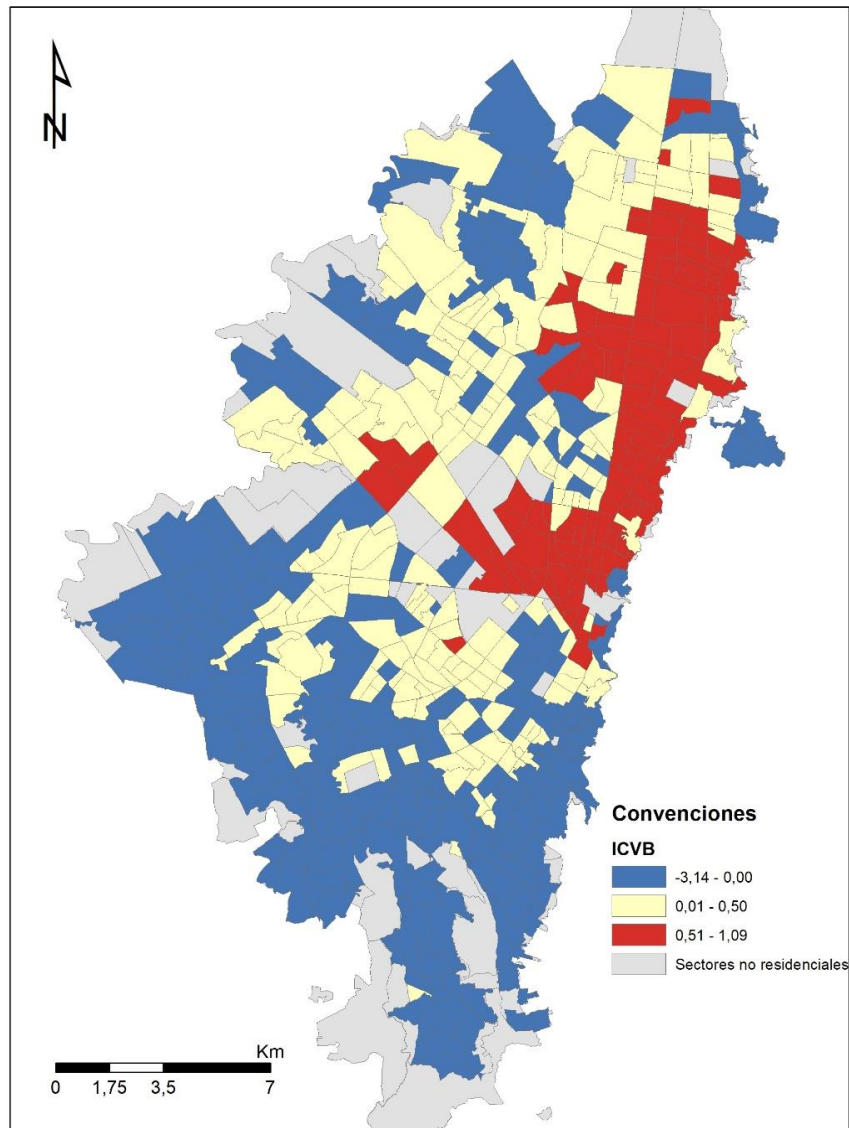 N
Convenciones
ICVB
-3,14 - 0,00
0,01 - 0,50
0,51 - 1,09
Sectores no residenciales
Km
0 1,75 3,5 7